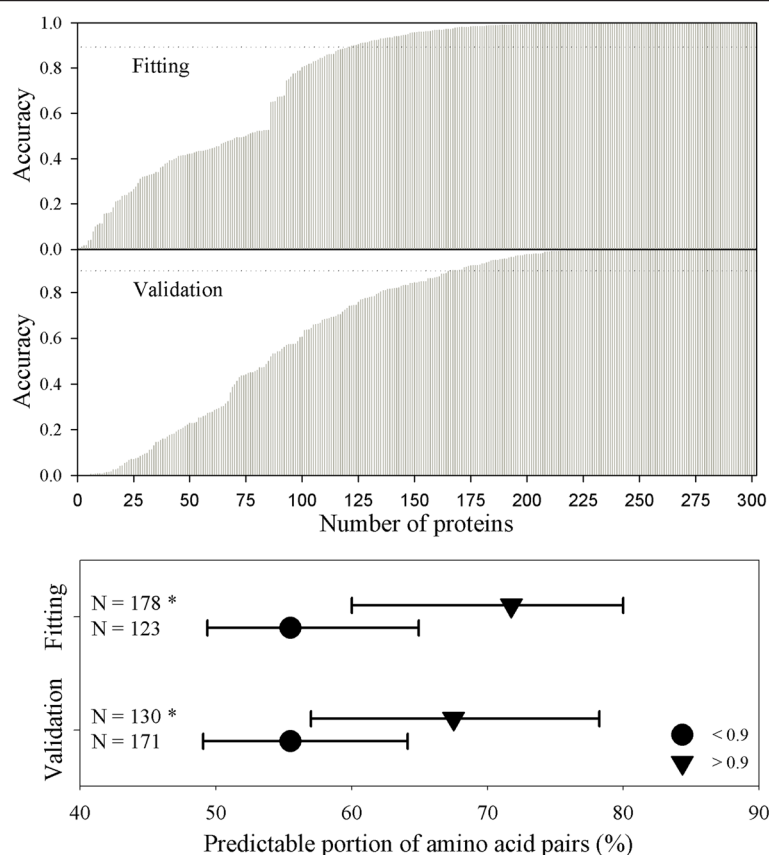 1.0
0.8
0.6
0.4
0.2
0.0
Accuracy
Fitting
0.8
0.6
0.4
0.2
0.0
Accuracy
Validation
0 25 50 75 100 125 150 175 200 225 250 275 300
Number of proteins
Fitting
N = 178 *
N = 123
Validation
N = 130 *
N = 171
< 0.9
> 0.9
40 50 60 70 80 90
Predictable portion of amino acid pairs (%)